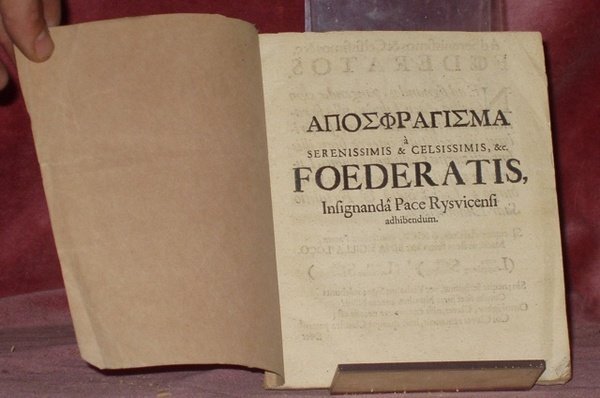 ΑΠΟΣΦΡΑΓΙΣΜΑ
à
SERENISSIMIS & CELSISSIMIS, &c.
FOEDERATIS,
Insignandâ Pace Rysvicensi
adhibendum.